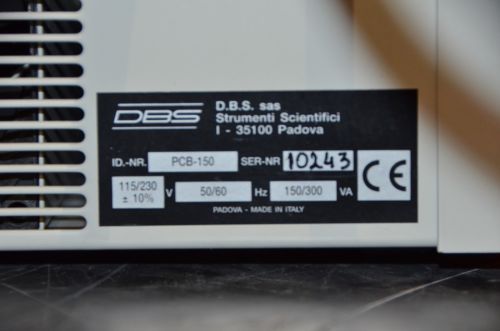 DBS
D.B.S. sas
Strumenti Scientifici
I - 35100 Padova
ID.-NR. PCB-150 SER-NR 10243
115/230 ± 10% V 50/60 Hz 150/300 VA
CE
PADOVA - MADE IN ITALY